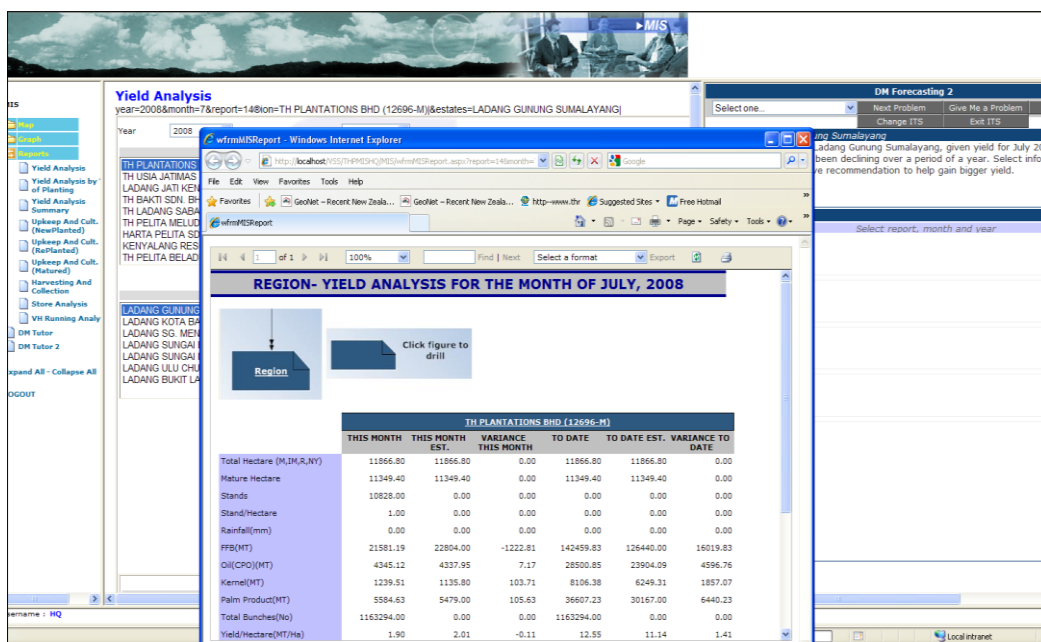 MIS
Yield Analysis
year=2008&month=7&report=14&ion=TH PLANTATIONS BHD (12696-M)|&estates=LADANG GUNUNG SUMALAYANG|
Year 2008
Map
Graph
Reports
Yield Analysis
Yield Analysis by
of Planting
Yield Analysis
Summary
Upkeep And Cult.
(NewPlanted)
Upkeep And Cult.
(RePlanted)
Upkeep And Cult.
(Matured)
Harvesting And
Collection
Store Analysis
VH Running Analy
DM Tutor
DM Tutor 2
xpand All - Collapse All
OGOUT
sername : HQ
TH PLANTATIONS
TH USIA JATIMAS
LADANG JATI KEN
TH BAKTI SDN. BH
TH LADANG SABA
TH PELITA MELUD
HARTA PELITA SD
KENYALANG RES
TH PELITA BELAD
LADANG GUNUNG
LADANG KOTA BA
LADANG SG. MEN
LADANG SUNGAI
LADANG SUNGAI
LADANG ULU CHU
LADANG BUKIT LA
DM Forecasting 2
Select one... Next Problem Give Me a Problem
Change ITS Exit ITS
ung Sumalayang
Ladang Gunung Sumalayang, given yield for July 20
been declining over a period of a year. Select info
ve recommendation to help gain bigger yield.
Select report, month and year
wfrmMISReport - Windows Internet Explorer
http://localhost/VS5/THPMISHQ/MIS/wfrmMISReport.aspx?report=14&month= Google
File Edit View Favorites Tools Help
Favorites GeoNet – Recent New Zeala... GeoNet – Recent New Zeala... http--www.thr Suggested Sites Free Hotmail
wfrmMISReport Page Safety Tools
1 of 1 100% Find | Next Select a format Export
REGION- YIELD ANALYSIS FOR THE MONTH OF JULY, 2008
Region
Click figure to
drill
TH PLANTATIONS BHD (12696-M)
THIS MONTH THIS MONTH EST. VARIANCE THIS MONTH TO DATE TO DATE EST. VARIANCE TO DATE
Total Hectare (M,IM,R,NY) 11866.80 11866.80 0.00 11866.80 11866.80 0.00
Mature Hectare 11349.40 11349.40 0.00 11349.40 11349.40 0.00
Stands 10828.00 0.00 0.00 0.00 0.00 0.00
Stand/Hectare 1.00 0.00 0.00 0.00 0.00 0.00
Rainfall(mm) 0.00 0.00 0.00 0.00 0.00 0.00
FFB(MT) 21581.19 22804.00 -1222.81 142459.83 126440.00 16019.83
Oil(CPO)(MT) 4345.12 4337.95 7.17 28500.85 23904.09 4596.76
Kernel(MT) 1239.51 1135.80 103.71 8106.38 6249.31 1857.07
Palm Product(MT) 5584.63 5479.00 105.63 36607.23 30167.00 6440.23
Total Bunches(No) 1163294.00 0.00 0.00 1163294.00 0.00 0.00
Yield/Hectare(MT/Ha) 1.90 2.01 -0.11 12.55 11.14 1.41
Local intranet